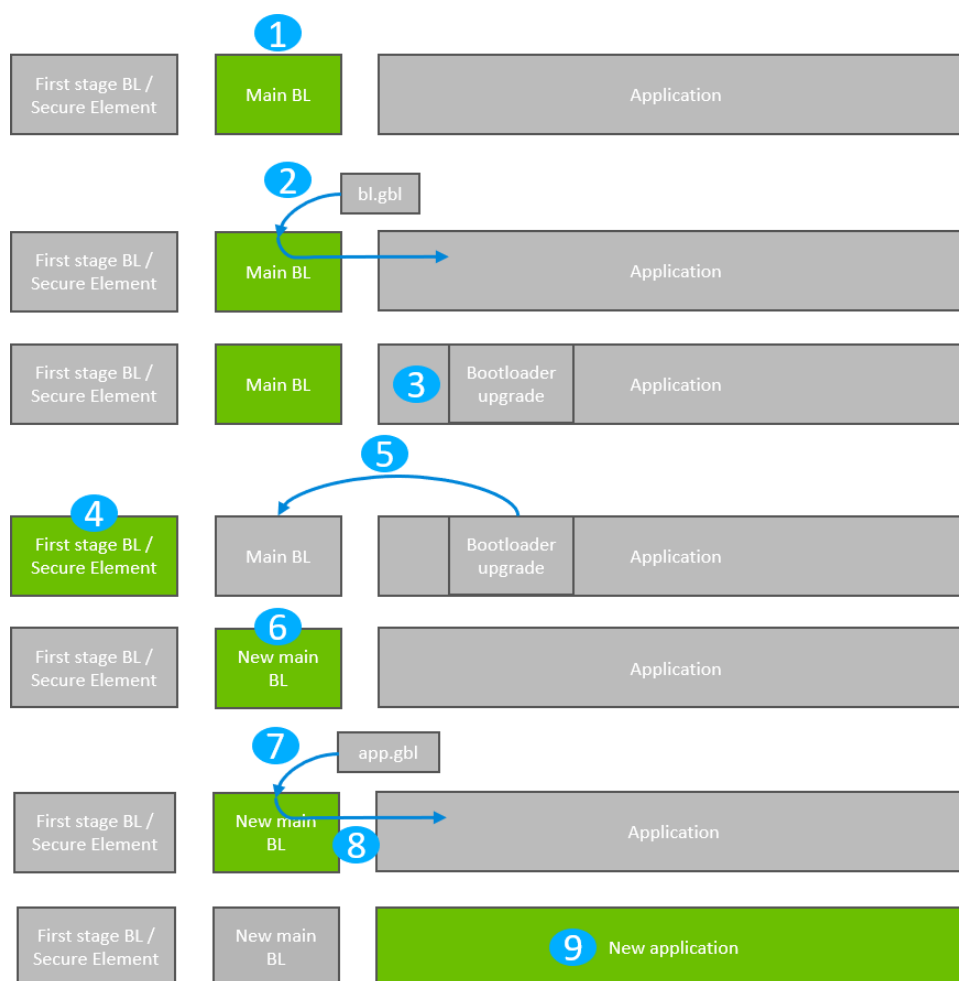 1
First stage BL /
Secure Element
Main BL
Application
2
bl.gbl
First stage BL /
Secure Element
Main BL
Application
First stage BL /
Secure Element
Main BL
3
Bootloader
upgrade
Application
5
4
First stage BL /
Secure Element
Main BL
Bootloader
upgrade
Application
6
First stage BL /
Secure Element
New main
BL
Application
7
app.gbl
First stage BL /
Secure Element
New main
BL
8
Application
First stage BL /
Secure Element
New main
BL
9
New application